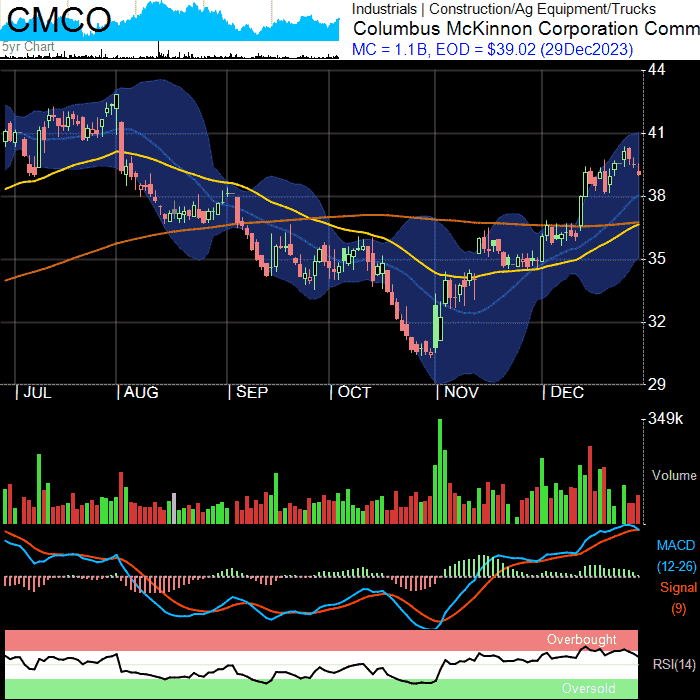 CMCO
5yr Chart
Industrials | Construction/Ag Equipment/Trucks
Columbus McKinnon Corporation Comm
MC = 1.1B, EOD = $39.02 (29Dec2023)
44
41
38
35
32
29
JUL AUG SEP OCT NOV DEC
349k
Volume
MACD
(12-26)
Signal
(9)
Overbought
RSI(14)
Oversold